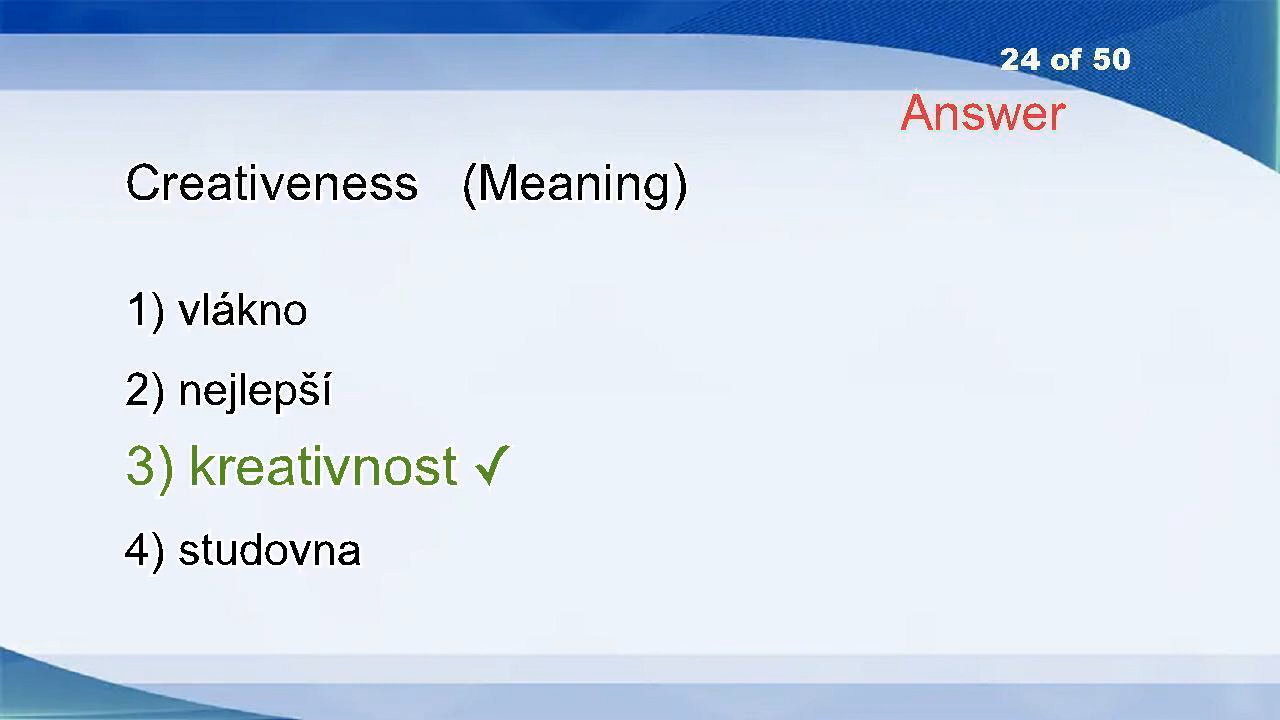 24 of 50
Answer
Creativeness (Meaning)
1) vlákno
2) nejlepší
3) kreativnost ✓
4) studovna